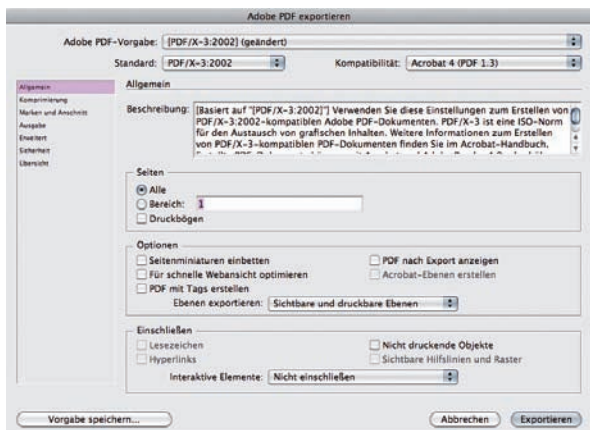 Adobe PDF exportieren
Adobe PDF-Vorgabe: [PDF/X-3:2002] (geändert)
Standard: PDF/X-3:2002 Kompatibilität: Acrobat 4 (PDF 1.3)
Allgemein
Komprimierung
Marken und Anschnitt
Ausgabe
Erweitert
Sicherheit
Übersicht
Allgemein
Beschreibung: [Basiert auf "[PDF/X-3:2002]"] Verwenden Sie diese Einstellungen zum Erstellen von
PDF/X-3:2002-kompatiblen Adobe PDF-Dokumenten. PDF/X-3 ist eine ISO-Norm
für den Austausch von grafischen Inhalten. Weitere Informationen zum Erstellen
von PDF/X-3-kompatiblen PDF-Dokumenten finden Sie im Acrobat-Handbuch.
Seiten
Alle
Bereich: 1
Druckbögen
Optionen
Seitenminiaturen einbetten PDF nach Export anzeigen
Für schnelle Webansicht optimieren Acrobat-Ebenen erstellen
PDF mit Tags erstellen
Ebenen exportieren: Sichtbare und druckbare Ebenen
Einschließen
Lesezeichen Nicht druckende Objekte
Hyperlinks Sichtbare Hilfslinien und Raster
Interaktive Elemente: Nicht einschließen
Vorgabe speichern... Abbrechen Exportieren